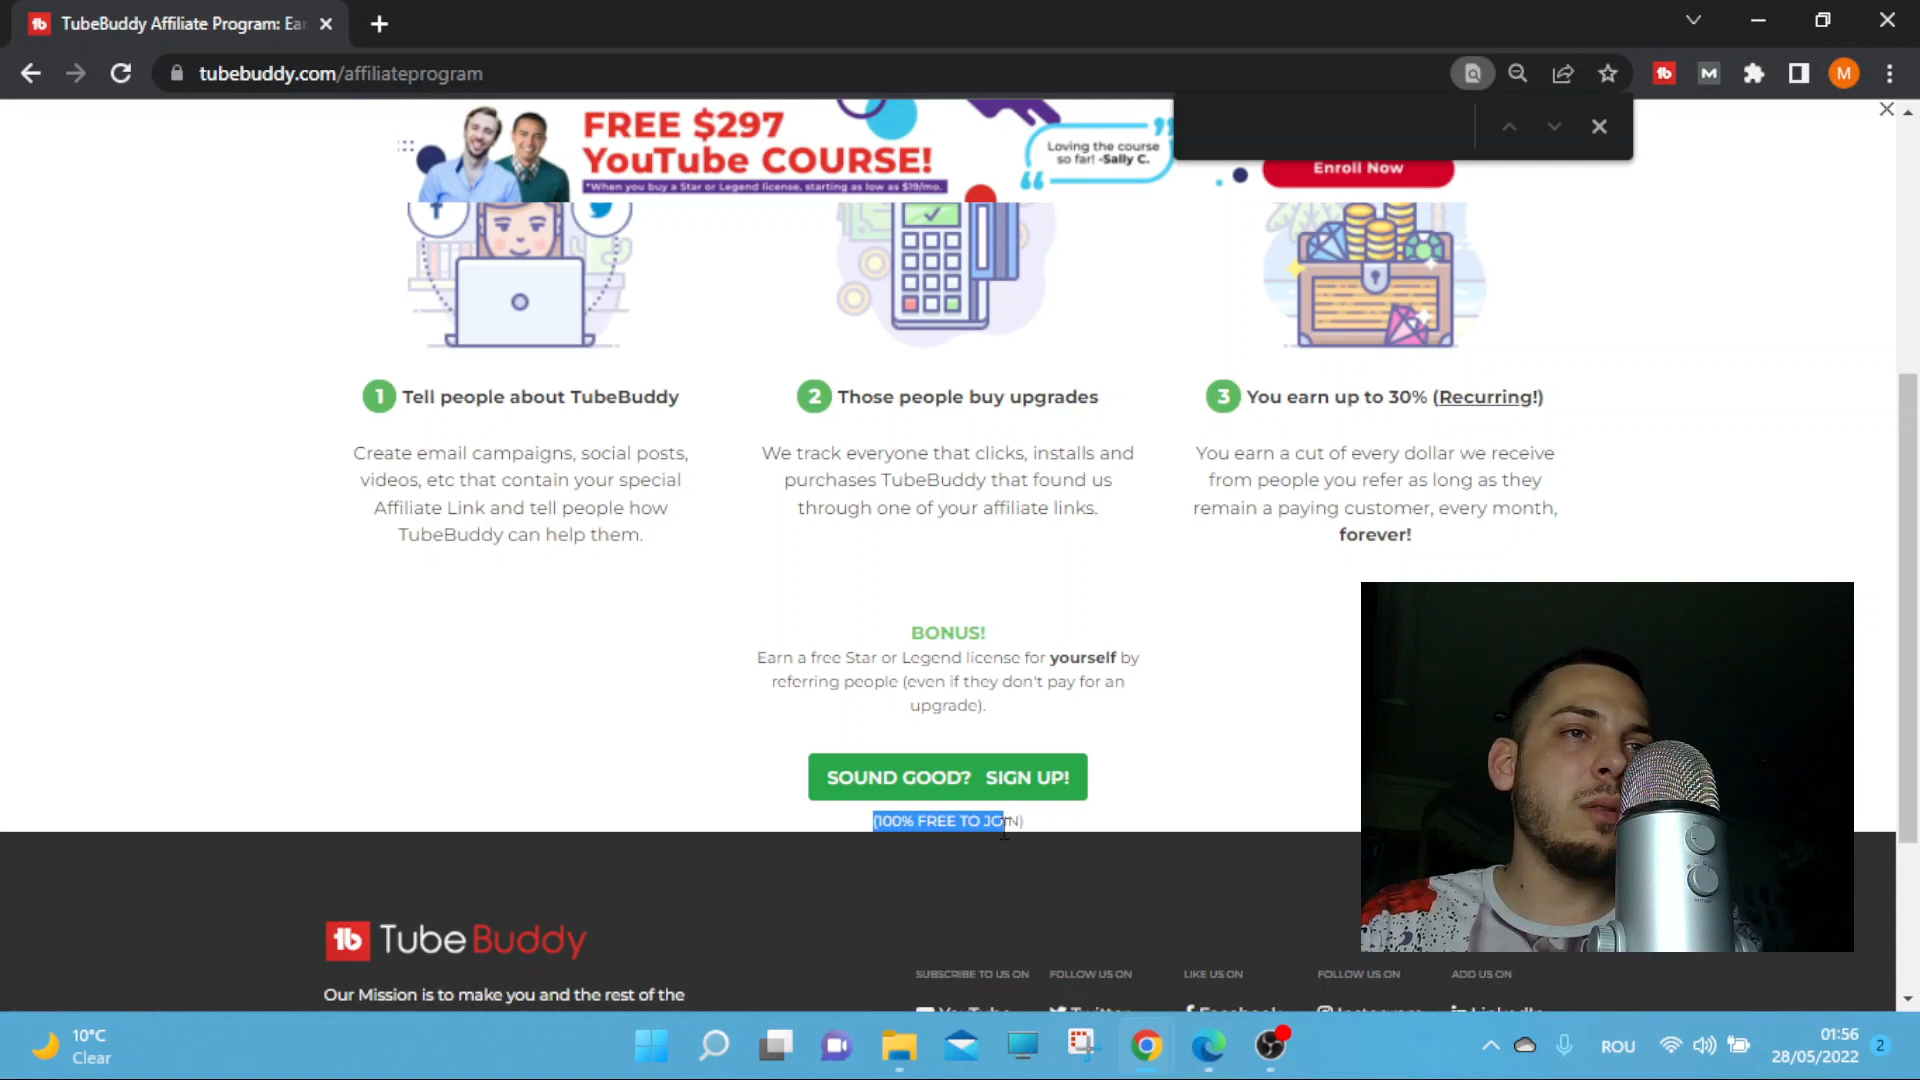 TubeBuddy Affiliate Program: Ear
tubebuddy.com/affiliateprogram
M
FREE $297
YouTube COURSE!
*When you buy a Star or Legend license, starting as low as $19/mo.
Loving the course
so far! -Sally C.
Enroll Now
1 Tell people about TubeBuddy
Create email campaigns, social posts,
videos, etc that contain your special
Affiliate Link and tell people how
TubeBuddy can help them.
2 Those people buy upgrades
We track everyone that clicks, installs and
purchases TubeBuddy that found us
through one of your affiliate links.
3 You earn up to 30% (Recurring!)
You earn a cut of every dollar we receive
from people you refer as long as they
remain a paying customer, every month,
forever!
BONUS!
Earn a free Star or Legend license for yourself by
referring people (even if they don't pay for an
upgrade).
SOUND GOOD? SIGN UP!
(100% FREE TO JOIN)
tb TubeBuddy
Our Mission is to make you and the rest of the
SUBSCRIBE TO US ON
FOLLOW US ON
LIKE US ON
FOLLOW US ON
ADD US ON
YouTube
Twitter
Facebook
Instagram
LinkedIn
10°C
Clear
ROU
01:56
28/05/2022
2